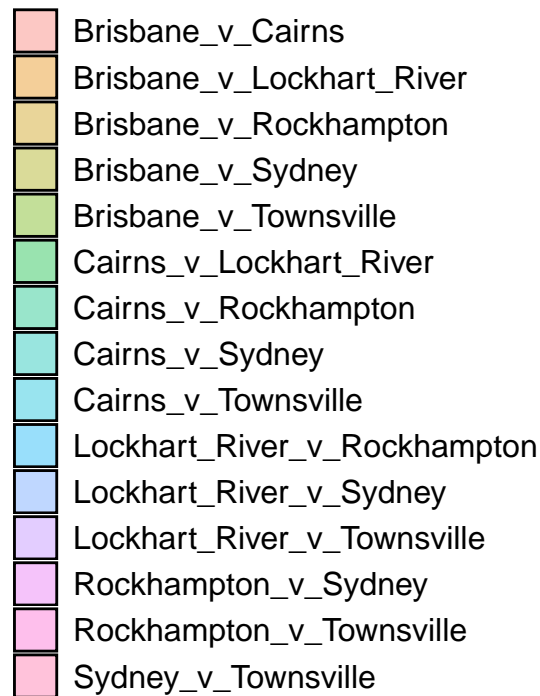 Brisbane_v_Cairns
Brisbane_v_Lockhart_River
Brisbane_v_Rockhampton
Brisbane_v_Sydney
Brisbane_v_Townsville
Cairns_v_Lockhart_River
Cairns_v_Rockhampton
Cairns_v_Sydney
Cairns_v_Townsville
Lockhart_River_v_Rockhampton
Lockhart_River_v_Sydney
Lockhart_River_v_Townsville
Rockhampton_v_Sydney
Rockhampton_v_Townsville
Sydney_v_Townsville